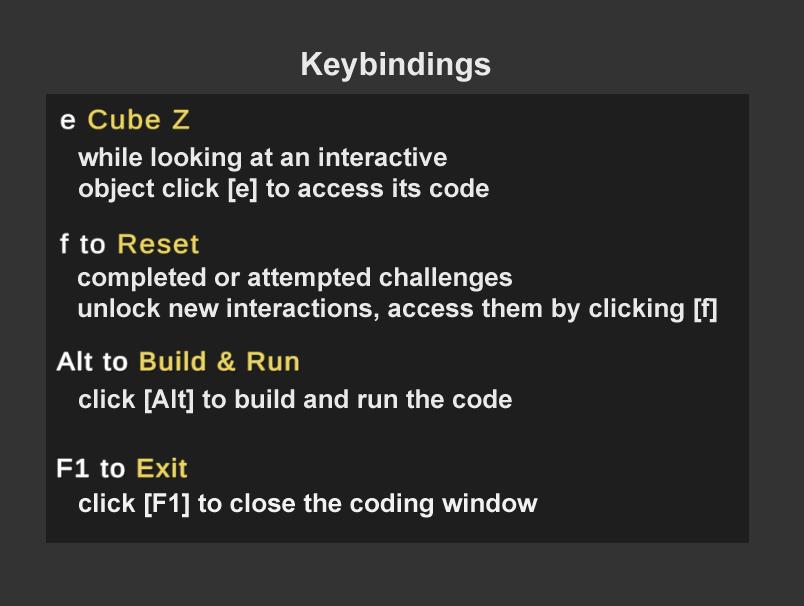 Keybindings
e Cube Z
while looking at an interactive
object click [e] to access its code
f to Reset
completed or attempted challenges
unlock new interactions, access them by clicking [f]
Alt to Build & Run
click [Alt] to build and run the code
F1 to Exit
click [F1] to close the coding window